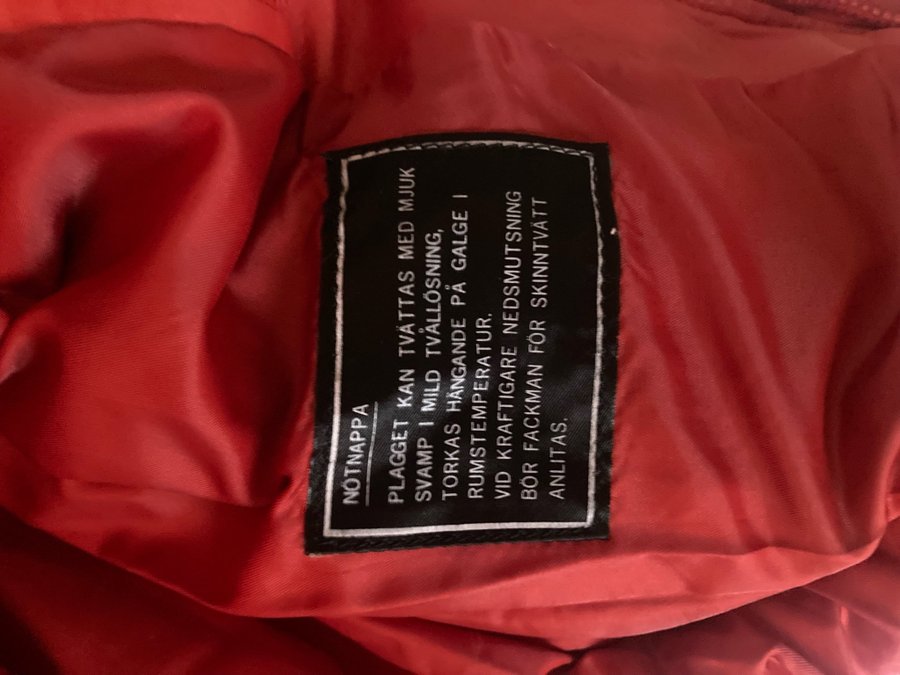 NÖTNAPPA
PLAGGET KAN TVÄTTAS MED MJUK
SVAMP I MILD TVÅLLÖSNING,
TORKAS HÄNGANDE PÅ GALGE I
RUMSTEMPERATUR.
VID KRAFTIGARE NEDSMUTSNING
BÖR FACKMAN FÖR SKINNTVÄTT
ANLITAS.